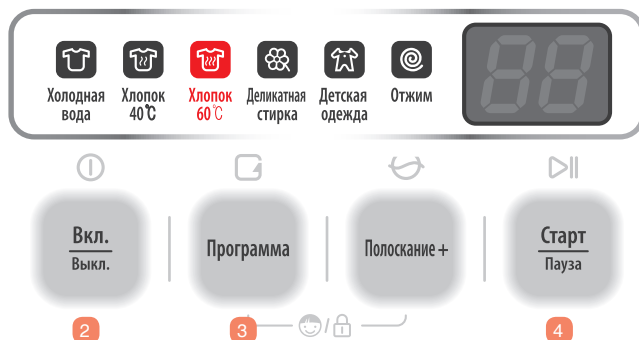 88
Холодная
вода
Хлопок
40℃
Хлопок
60℃
Деликатная
стирка
Детская
одежда
Отжим
Вкл.
Выкл.
Программа
Полоскание +
Старт
Пауза
2
3
/
4